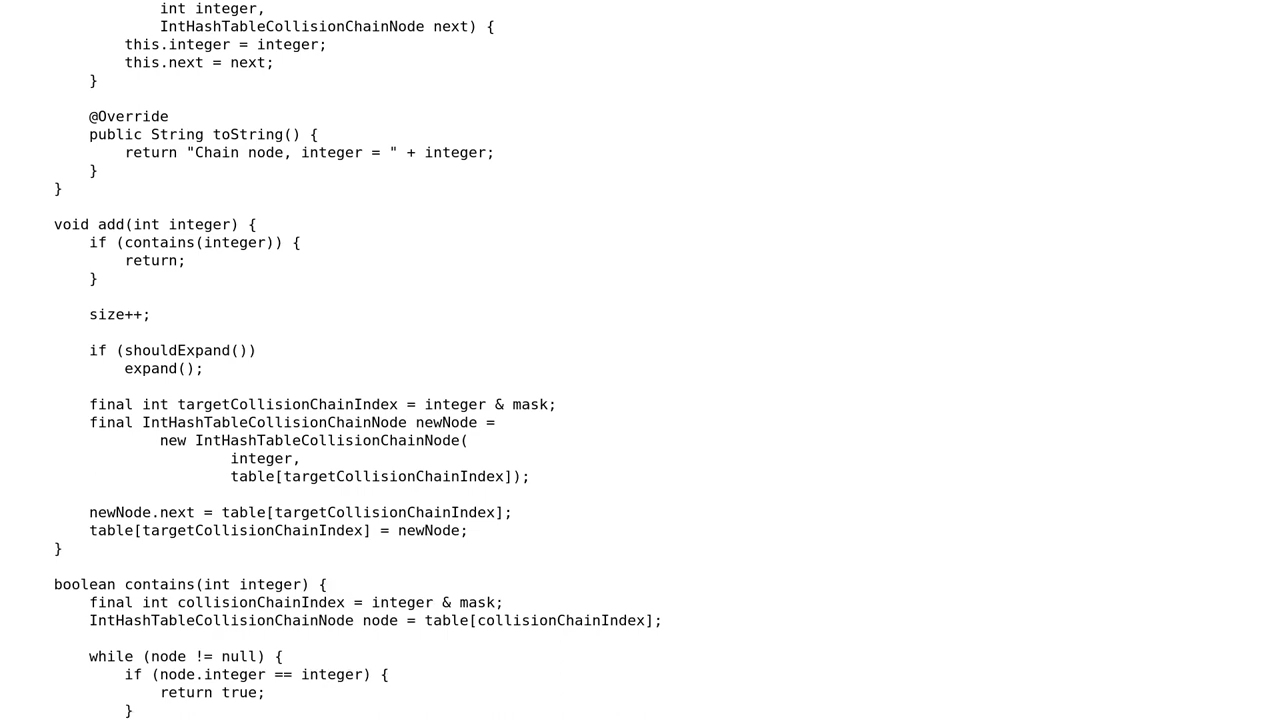 int integer,
            IntHashTableCollisionChainNode next) {
        this.integer = integer;
        this.next = next;
    }

    @Override
    public String toString() {
        return "Chain node, integer = " + integer;
    }
}

void add(int integer) {
    if (contains(integer)) {
        return;
    }

    size++;

    if (shouldExpand())
        expand();

    final int targetCollisionChainIndex = integer & mask;
    final IntHashTableCollisionChainNode newNode =
            new IntHashTableCollisionChainNode(
                    integer,
                    table[targetCollisionChainIndex]);

    newNode.next = table[targetCollisionChainIndex];
    table[targetCollisionChainIndex] = newNode;
}

boolean contains(int integer) {
    final int collisionChainIndex = integer & mask;
    IntHashTableCollisionChainNode node = table[collisionChainIndex];

    while (node != null) {
        if (node.integer == integer) {
            return true;
        }